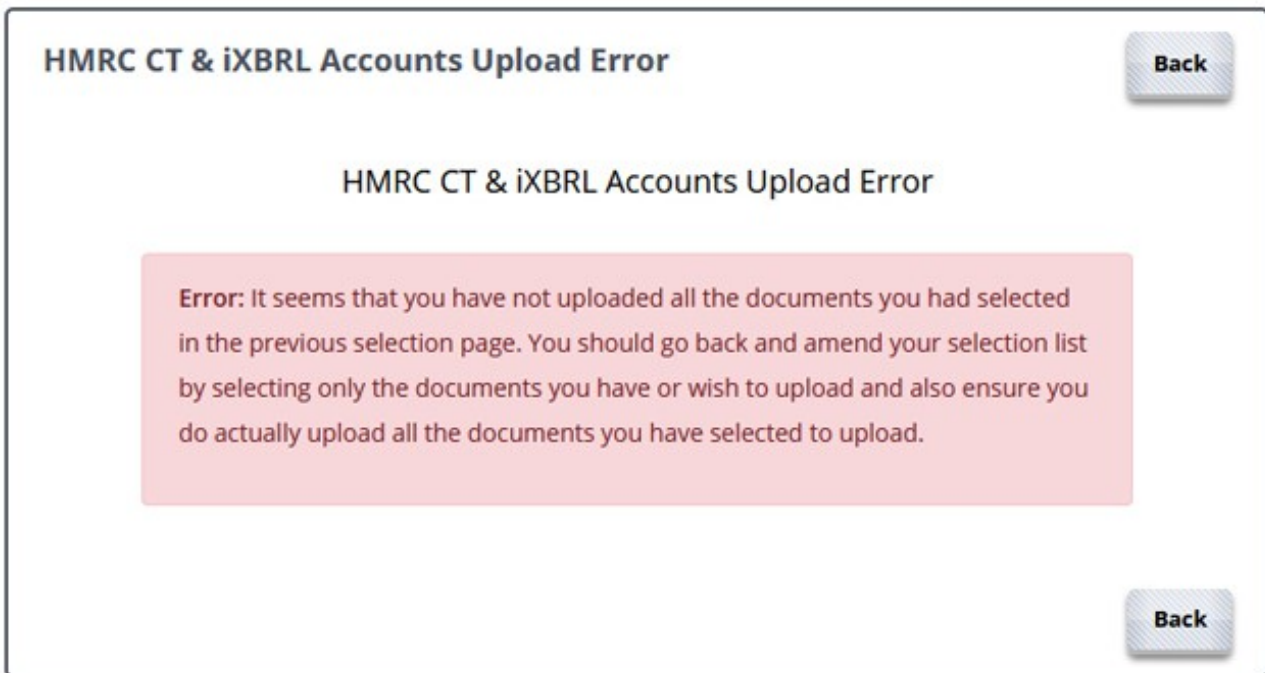 HMRC CT & iXBRL Accounts Upload Error
Back
HMRC CT & iXBRL Accounts Upload Error
Error: It seems that you have not uploaded all the documents you had selected
in the previous selection page. You should go back and amend your selection list
by selecting only the documents you have or wish to upload and also ensure you
do actually upload all the documents you have selected to upload.
Back